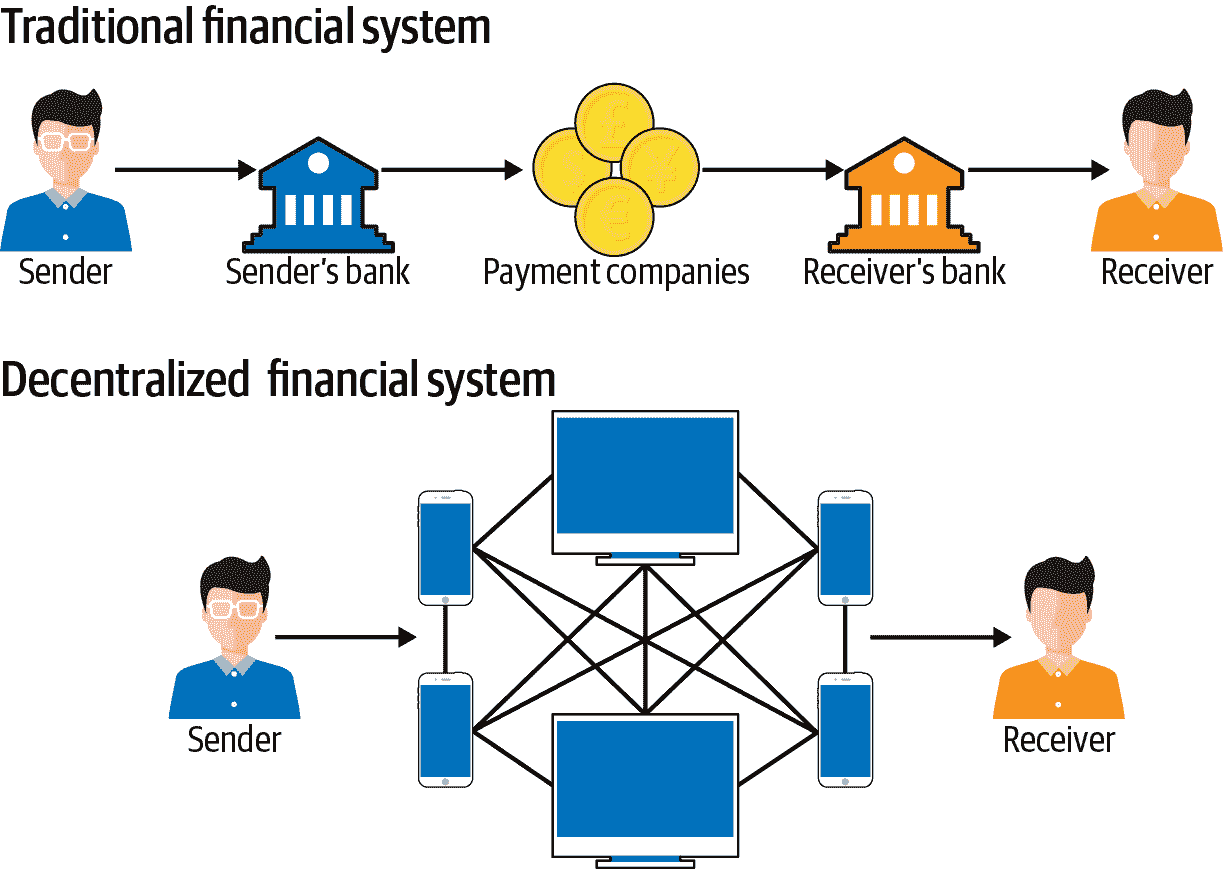 Traditional financial system
Sender
Sender's bank
Payment companies
Receiver's bank
Receiver
Decentralized financial system
Sender
Receiver